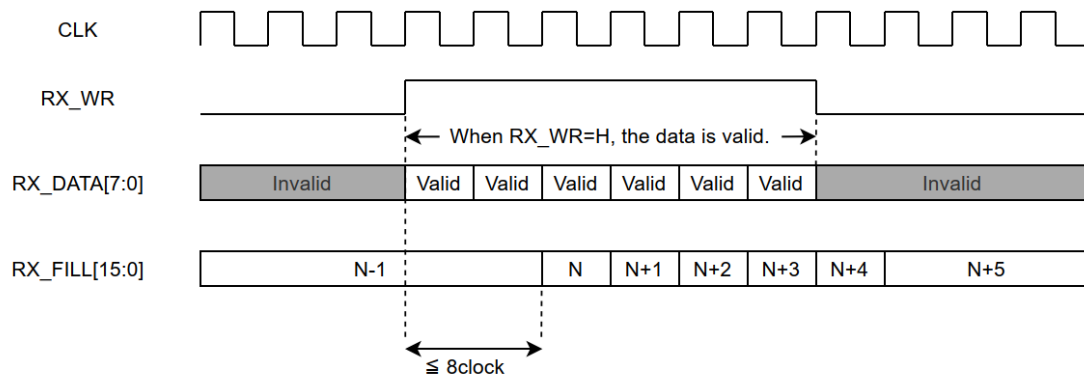 CLK
RX_WR
When RX_WR=H, the data is valid.
RX_DATA[7:0] Invalid Valid Valid Valid Valid Valid Valid Invalid
RX_FILL[15:0] N-1 N N+1 N+2 N+3 N+4 N+5
≦ 8clock